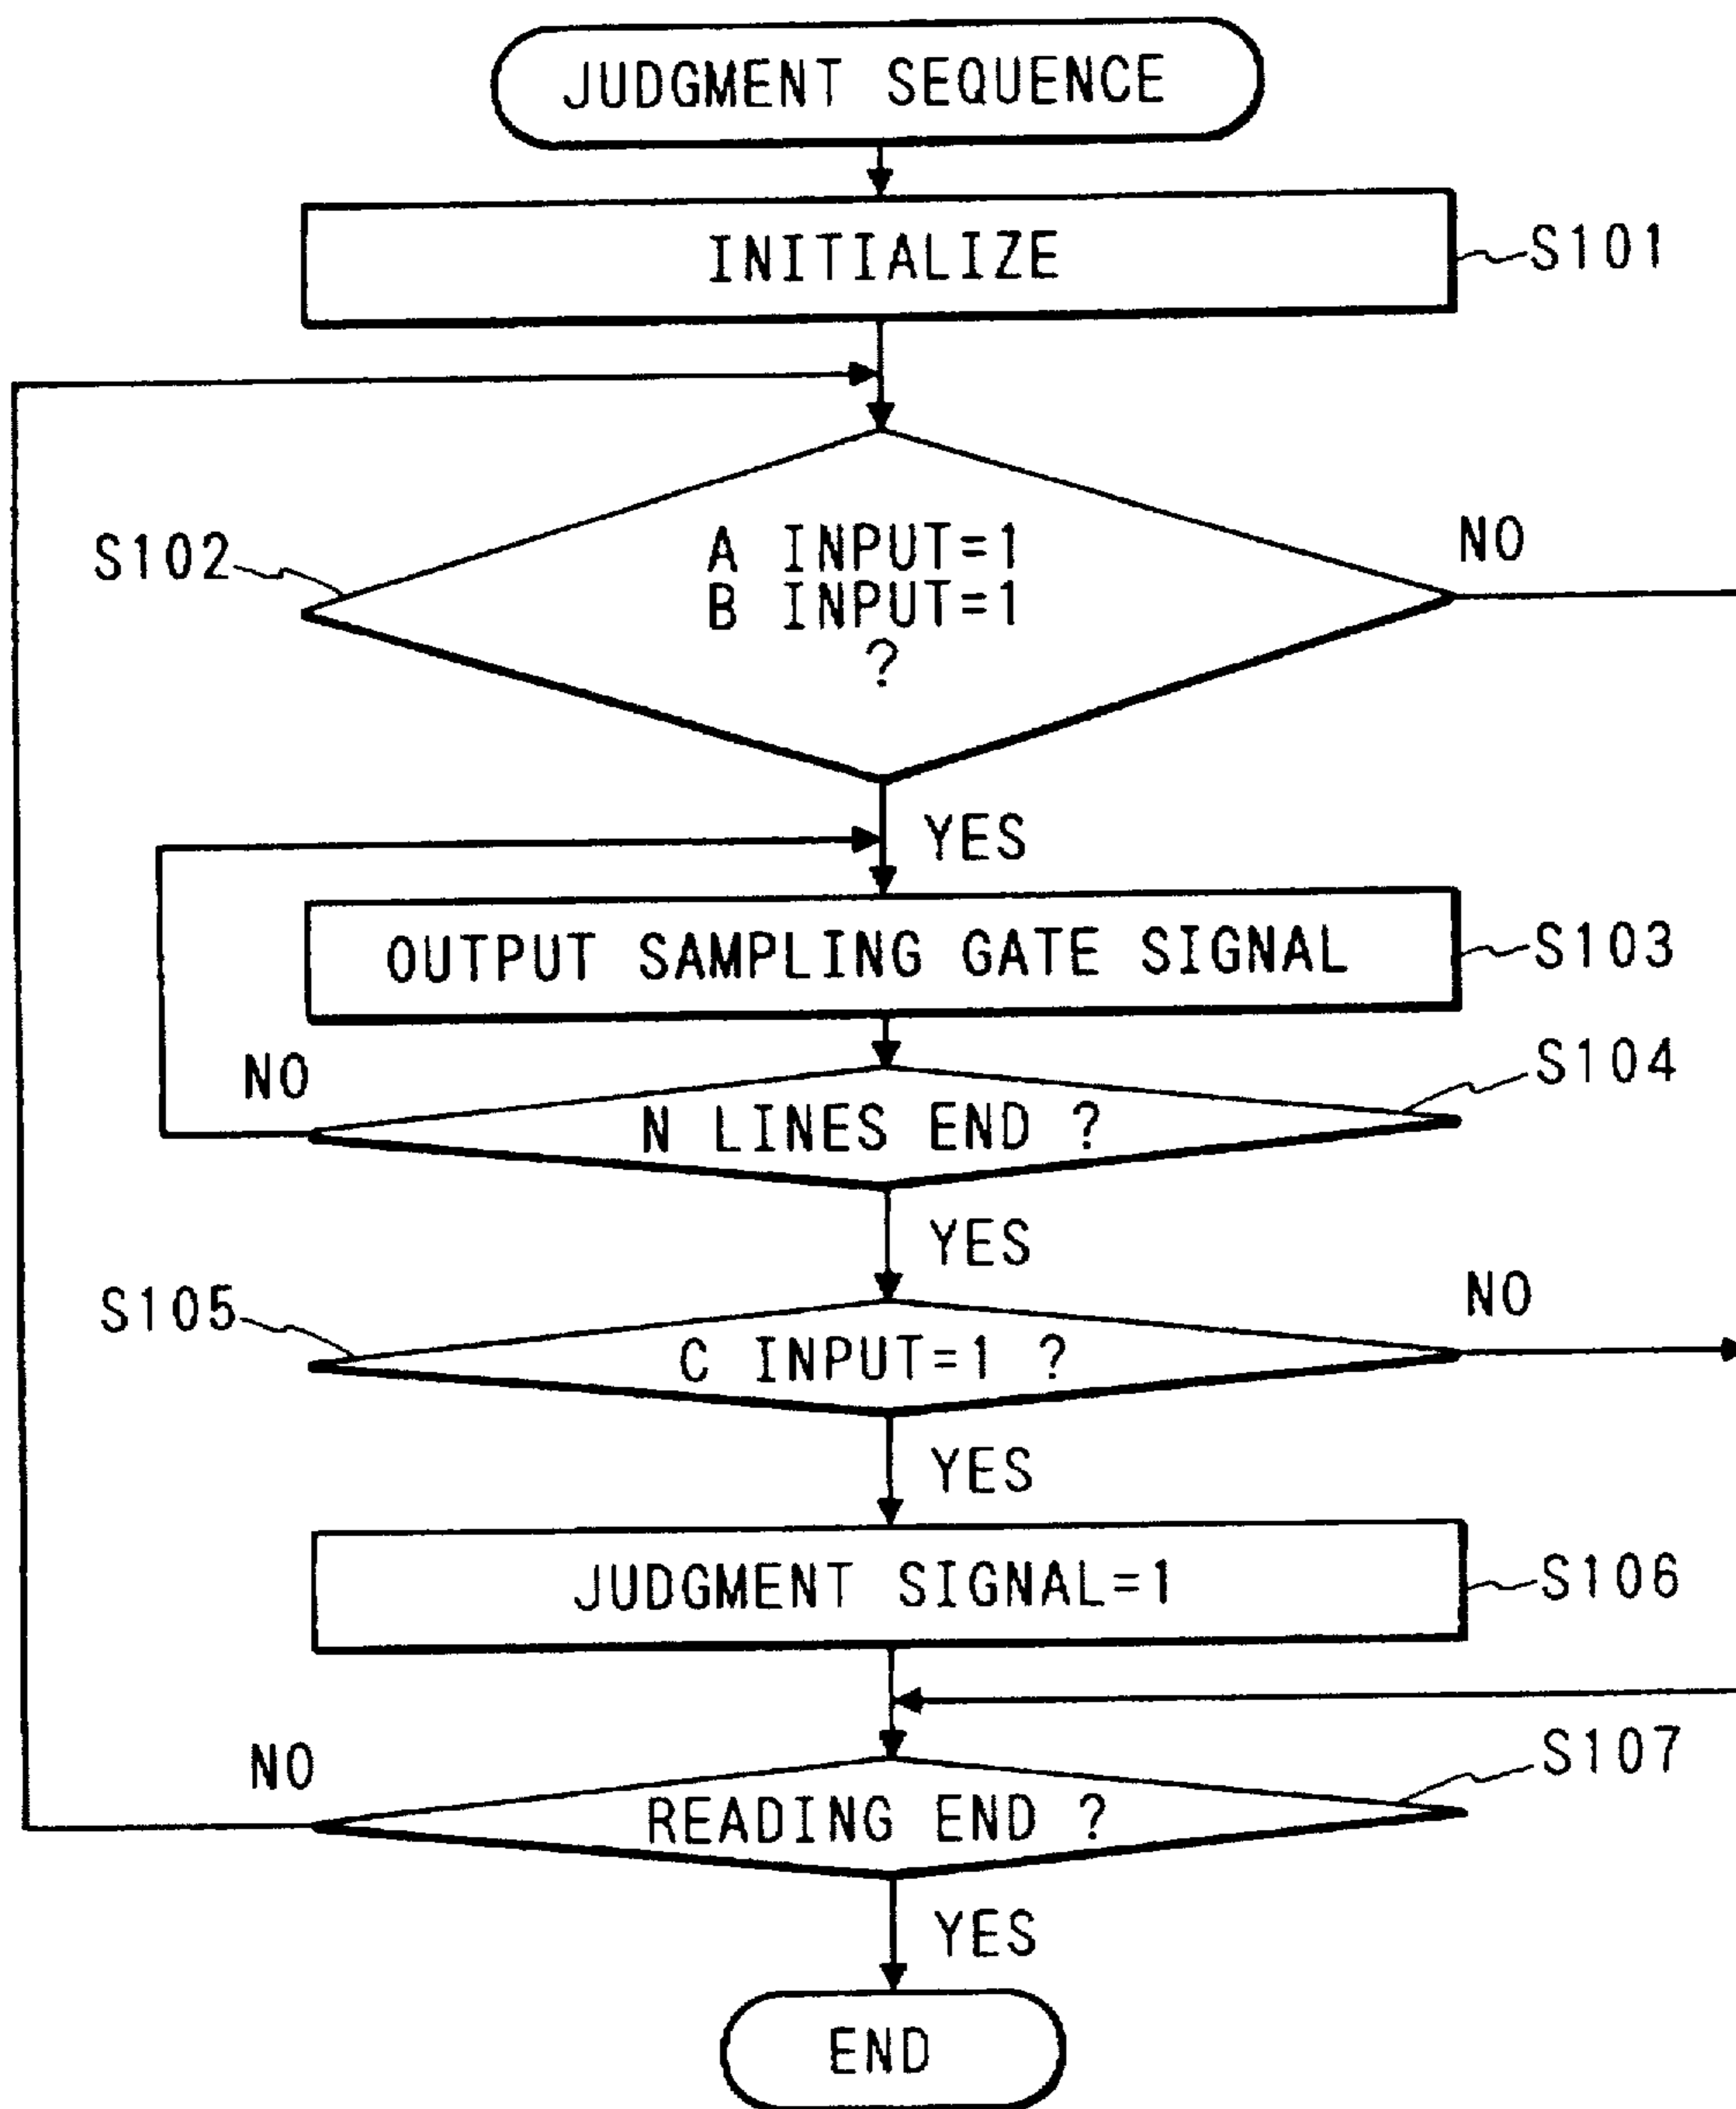 JUDGMENT SEQUENCE
INITIALIZE
S101
S102
A INPUT=1
B INPUT=1
?
NO
YES
OUTPUT SAMPLING GATE SIGNAL
S103
NO
N LINES END ?
S104
YES
S105
C INPUT=1 ?
NO
YES
JUDGMENT SIGNAL=1
S106
NO
READING END ?
S107
YES
END